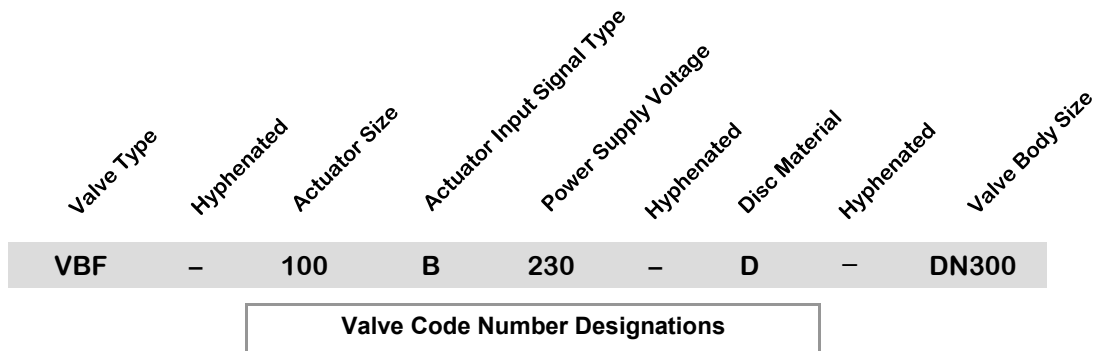 Valve Type
Hyphenated
Actuator Size
Actuator Input Signal Type
Power Supply Voltage
Hyphenated
Disc Material
Hyphenated
Valve Body Size
VBF – 100 B 230 – D – DN300
Valve Code Number Designations